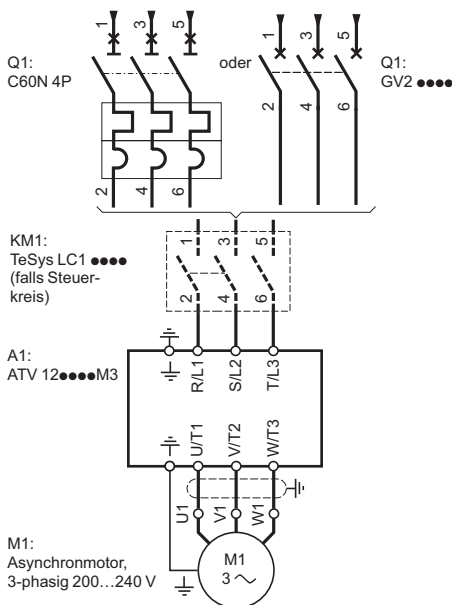 1 3 5
Q1:
C60N 4P
2 4 6
oder
1 3 5
Q1:
GV2 ●●●●
2 4 6
KM1:
TeSys LC1 ●●●●
(falls Steuer-
kreis)
1 3 5
2 4 6
A1:
ATV 12●●●●M3
R/L1 S/L2 T/L3
U/T1 V/T2 W/T3
U1 V1 W1
M1:
Asynchronmotor,
3-phasig 200...240 V
M1
3 ~